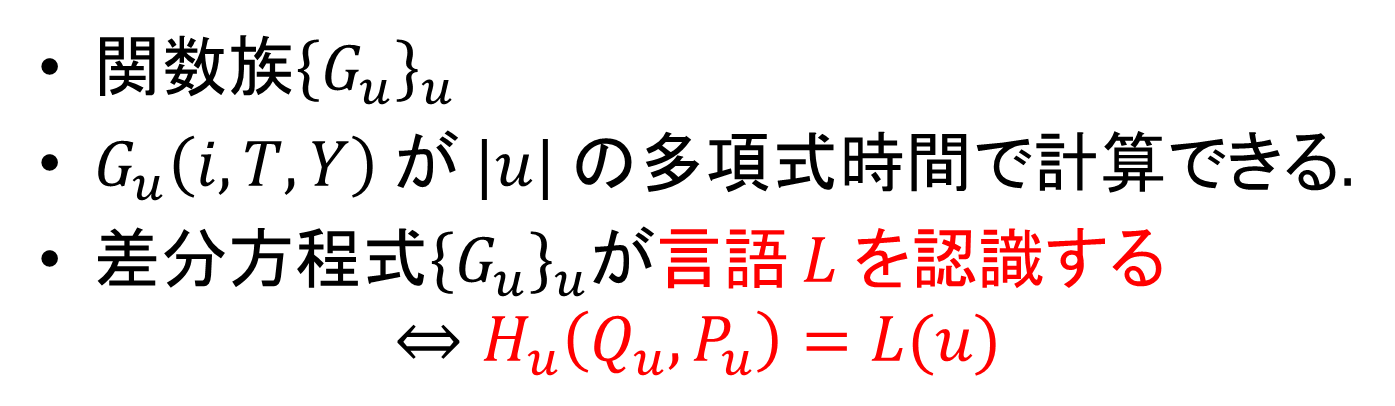 • 関数族{G_u}_u
• G_u(i, T, Y) が |u| の多項式時間で計算できる.
• 差分方程式{G_u}_uが言語 L を認識する
⇔ H_u(Q_u, P_u) = L(u)